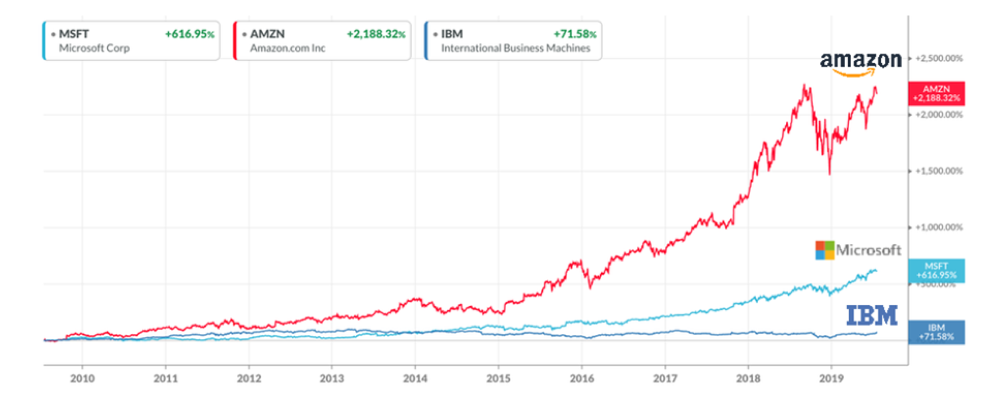 • MSFT +616.95%
Microsoft Corp
• AMZN +2,188.32%
Amazon.com Inc
• IBM +71.58%
International Business Machines
amazon
+2,500.00%
AMZN
+2,188.32%
+2,000.00%
+1,500.00%
+1,000.00%
Microsoft
MSFT
+616.95%
+500.00%
IBM
IBM
+71.58%
2010 2011 2012 2013 2014 2015 2016 2017 2018 2019